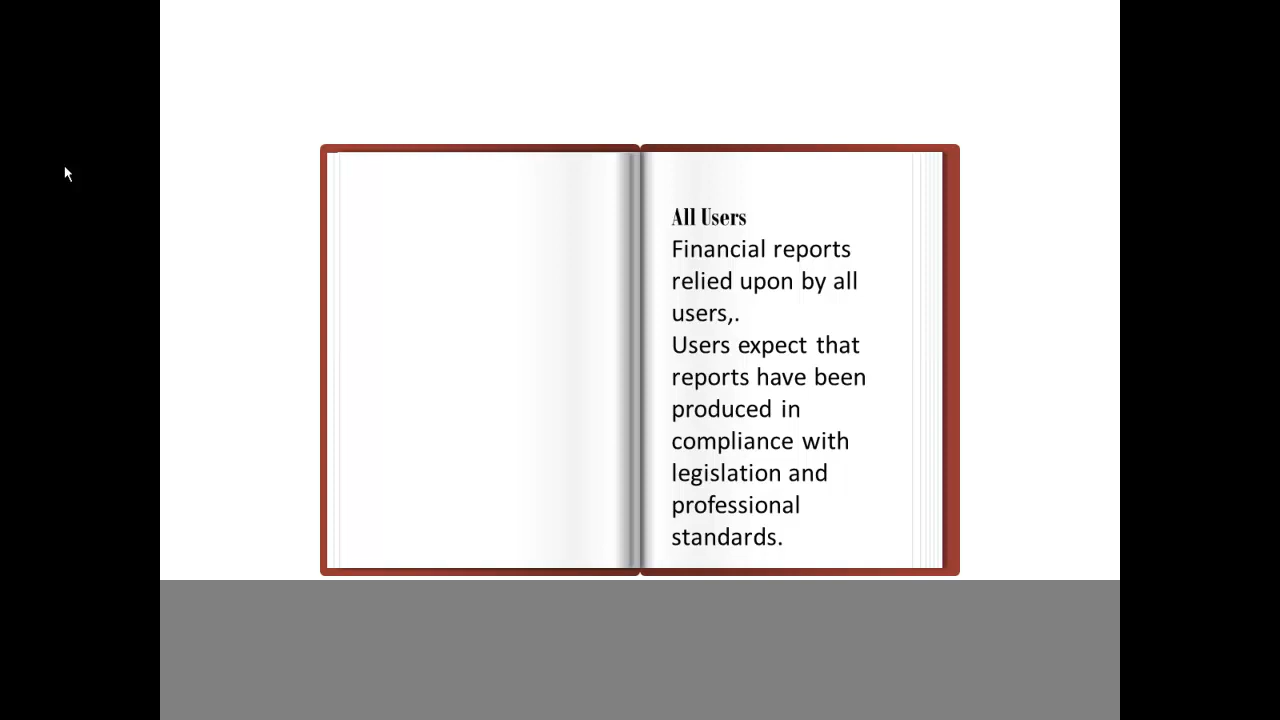 All Users
Financial reports
relied upon by all
users,.
Users expect that
reports have been
produced in
compliance with
legislation and
professional
standards.